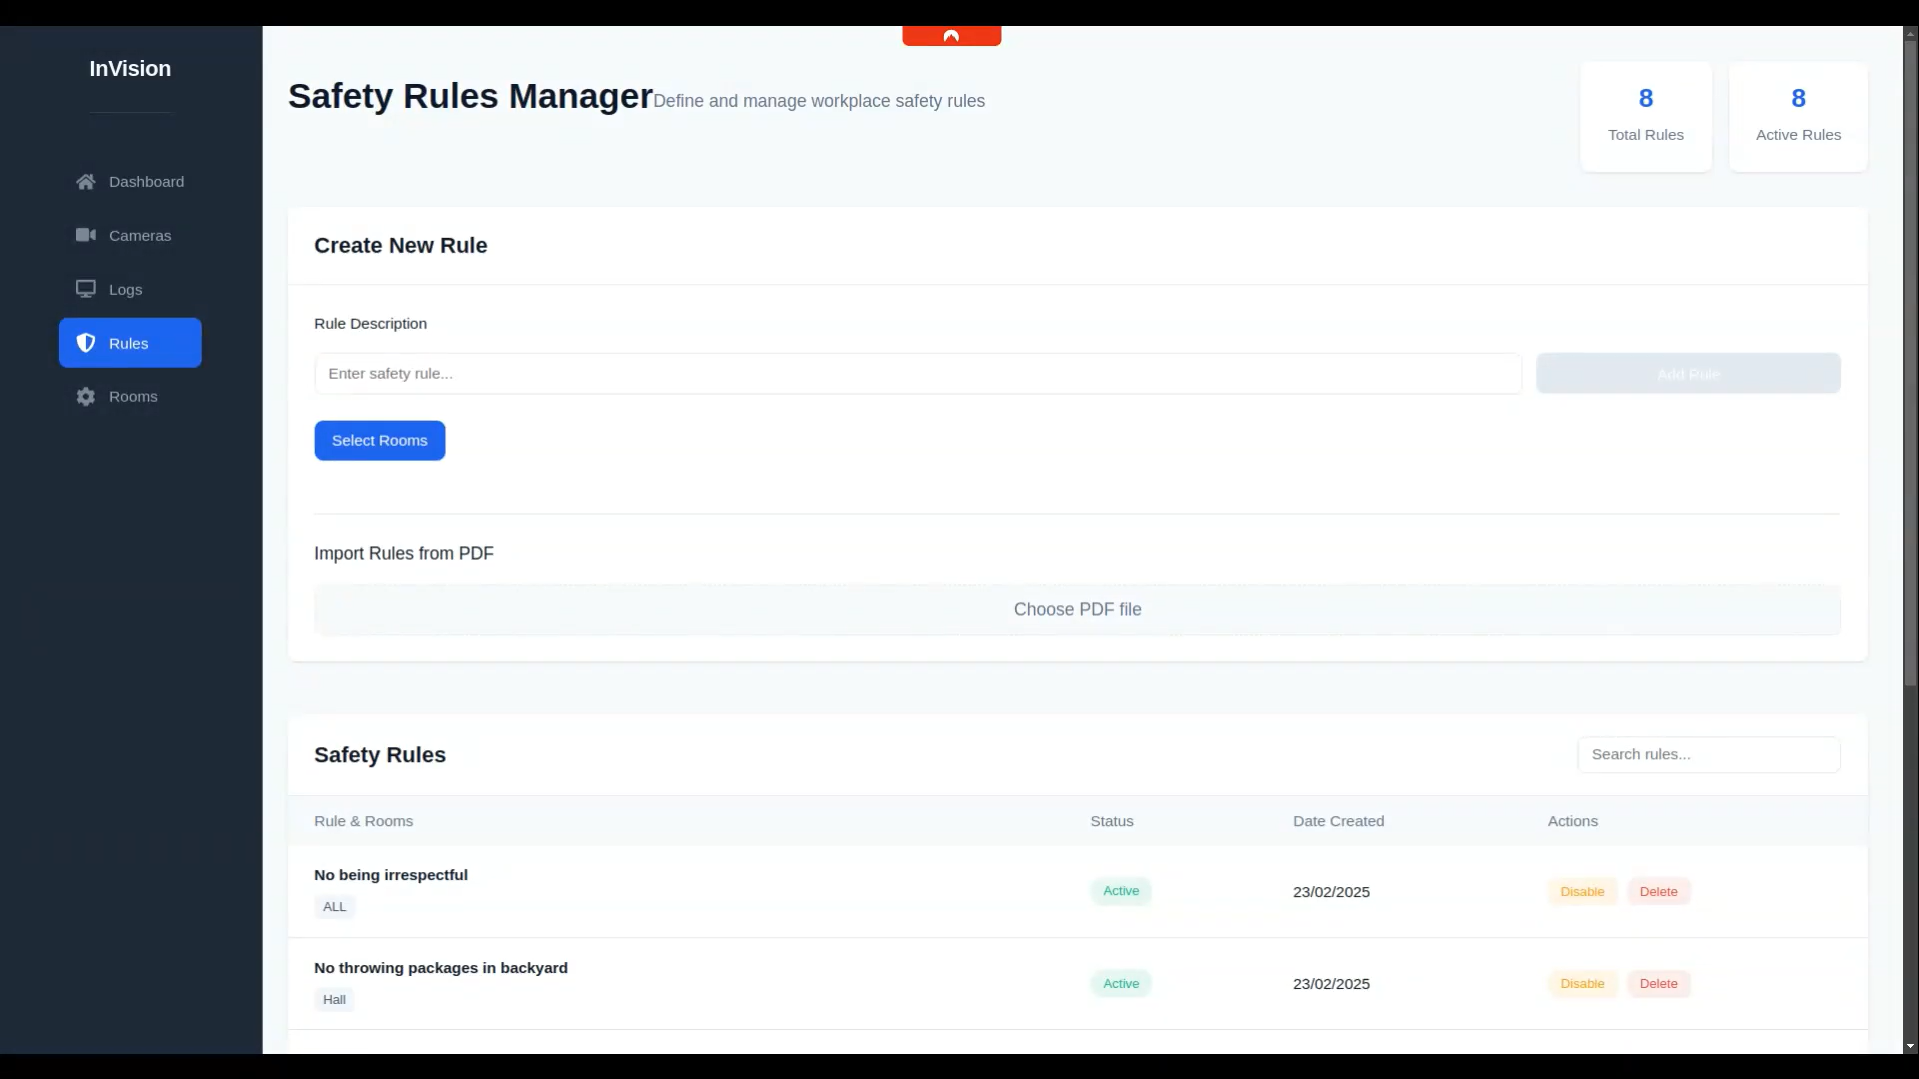 InVision
Dashboard
Cameras
Logs
Rules
Rooms
Safety Rules Manager Define and manage workplace safety rules
8
Total Rules
8
Active Rules
Create New Rule
Rule Description
Enter safety rule...
Add Rule
Select Rooms
Import Rules from PDF
Choose PDF file
Safety Rules
Search rules...
Rule & Rooms Status Date Created Actions
No being irrespectful
ALL
Active 23/02/2025 Disable Delete
No throwing packages in backyard
Hall
Active 23/02/2025 Disable Delete